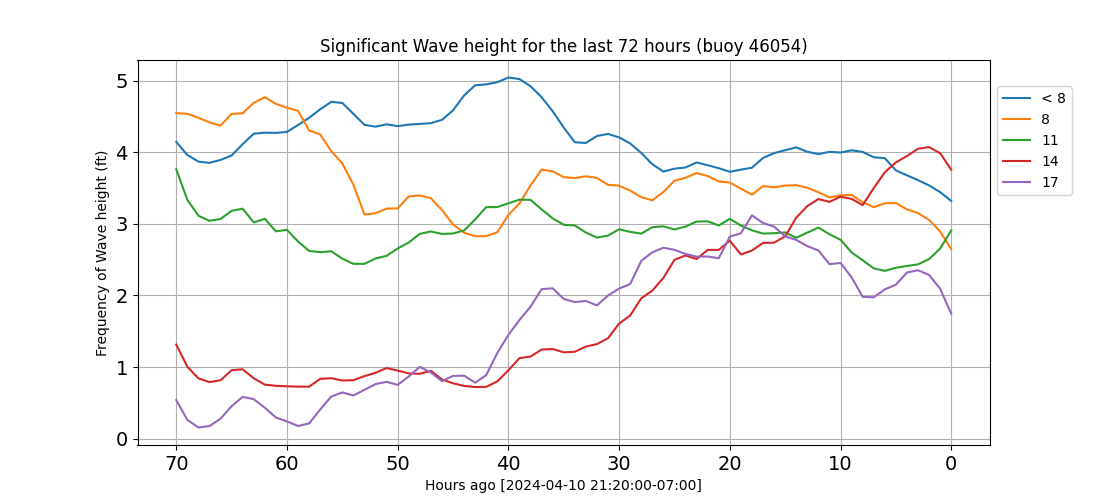 Significant Wave height for the last 72 hours (buoy 46054)
Frequency of Wave height (ft)
5
4
3
2
1
0
70 60 50 40 30 20 10 0
Hours ago [2024-04-10 21:20:00-07:00]
< 8
8
11
14
17